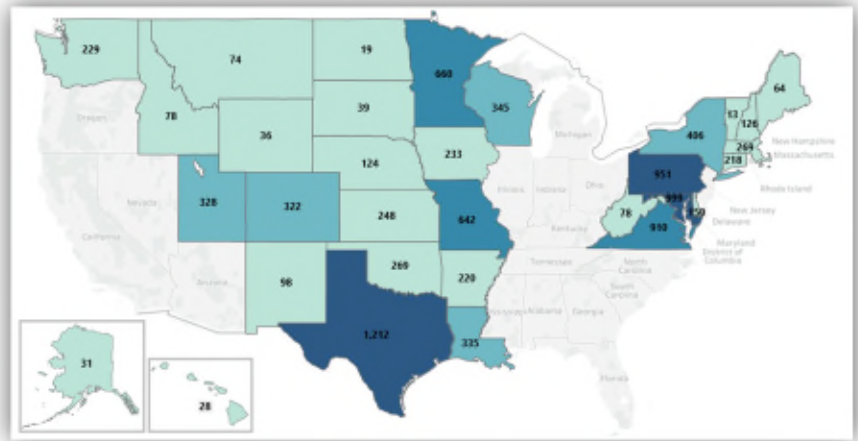 229
74
19
660
345
64
13
126
406
269
218
New Hampshire
Massachusetts
Rhode Island
Oregon
78
36
39
233
Michigan
951
124
Nevada
328
322
248
642
Illinois
Indiana
Ohio
78
999
159
New Jersey
Delaware
910
Maryland
District of
Columbia
California
Kentucky
Arizona
98
269
220
Tennessee
North
Carolina
South
Carolina
Mississippi
Alabama
Georgia
1,212
335
Florida
31
28